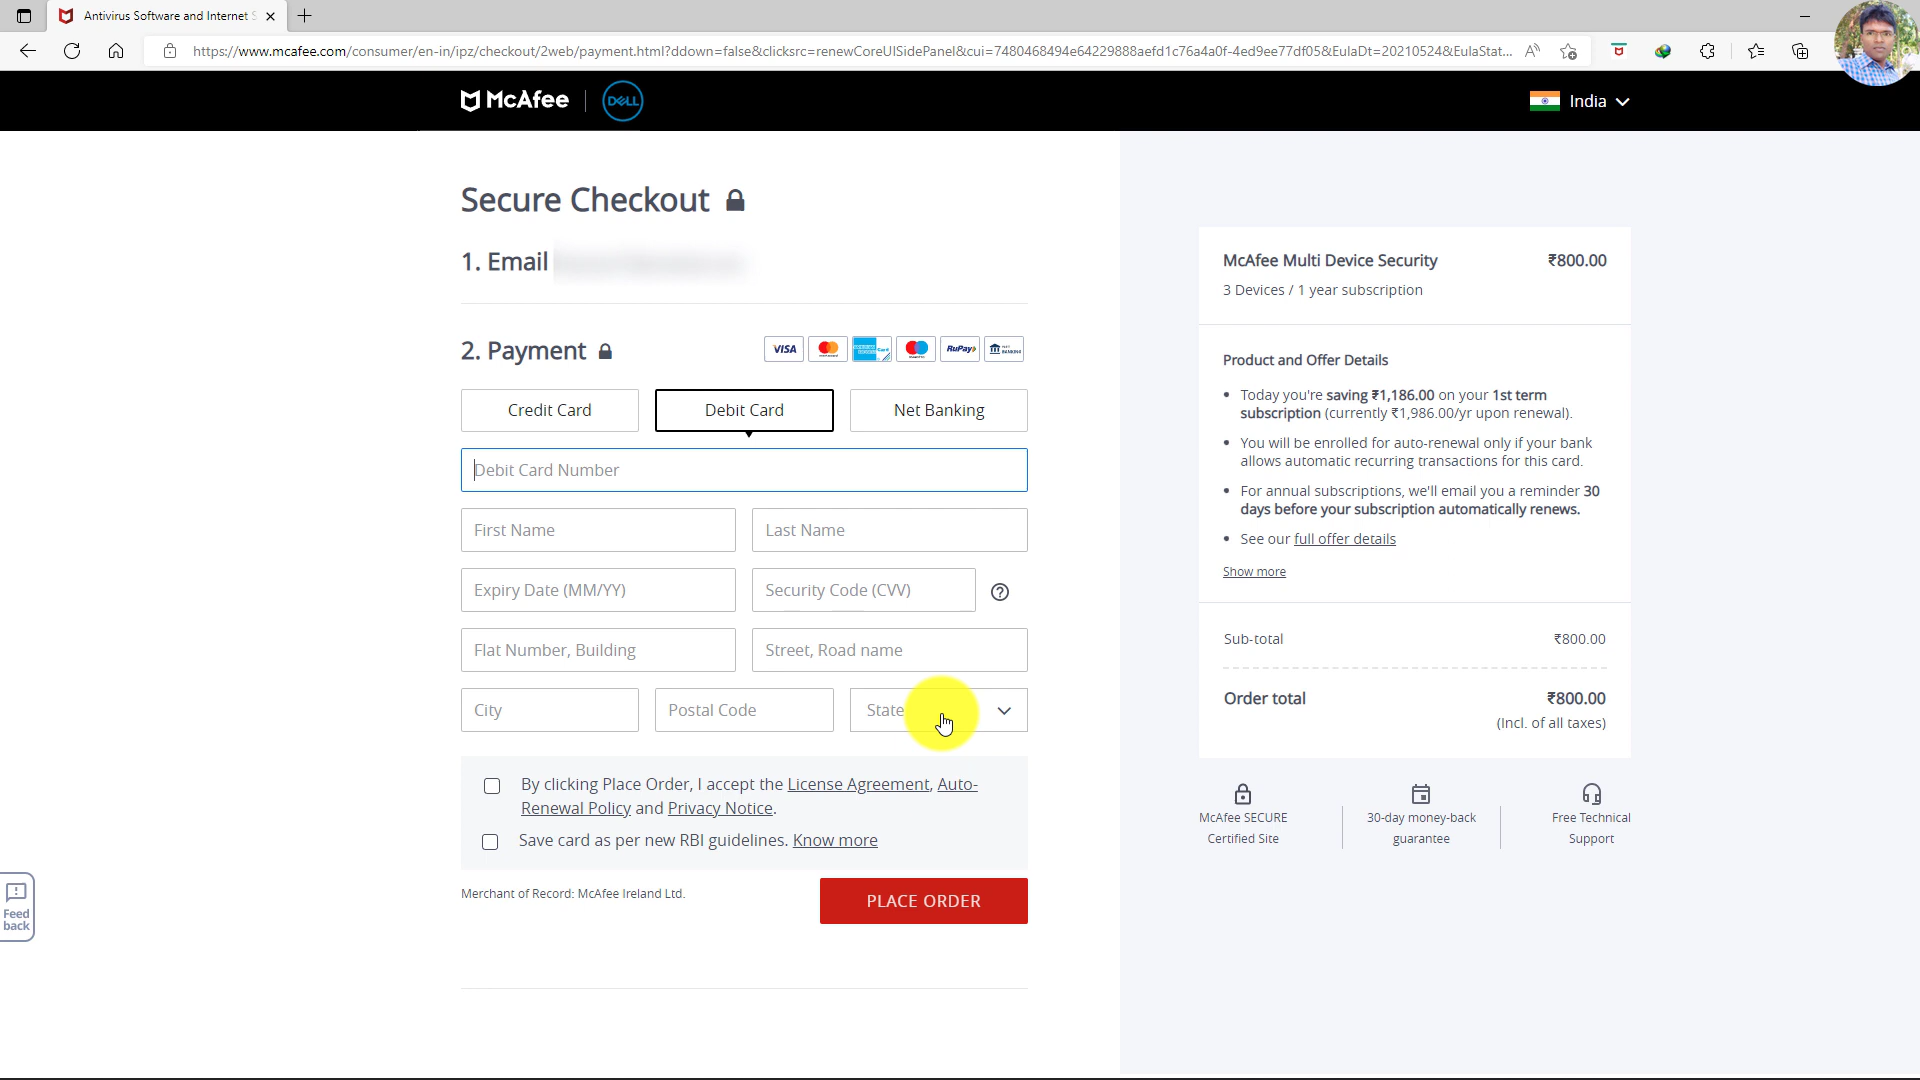 Antivirus Software and Internet S
https://www.mcafee.com/consumer/en-in/ipz/checkout/2web/payment.html?ddown=false&clicksrc=renewCoreUISidePanel&cui=7480468494e64229888aefd1c76a4a0f-4ed9ee77df05&EulaDt=20210524&EulaStat...
McAfee DELL
India
Secure Checkout
1. Email
2. Payment
VISA RuPay BANKING
Credit Card
Debit Card
Net Banking
Debit Card Number
First Name
Last Name
Expiry Date (MM/YY)
Security Code (CVV)
Flat Number, Building
Street, Road name
City
Postal Code
State
By clicking Place Order, I accept the License Agreement, Auto-
Renewal Policy and Privacy Notice.
Save card as per new RBI guidelines. Know more
Merchant of Record: McAfee Ireland Ltd.
PLACE ORDER
Feed
back
McAfee Multi Device Security ₹800.00
3 Devices / 1 year subscription
Product and Offer Details
• Today you're saving ₹1,186.00 on your 1st term
subscription (currently ₹1,986.00/yr upon renewal).
• You will be enrolled for auto-renewal only if your bank
allows automatic recurring transactions for this card.
• For annual subscriptions, we'll email you a reminder 30
days before your subscription automatically renews.
• See our full offer details
Show more
Sub-total ₹800.00
Order total ₹800.00
(Incl. of all taxes)
McAfee SECURE
Certified Site
30-day money-back
guarantee
Free Technical
Support